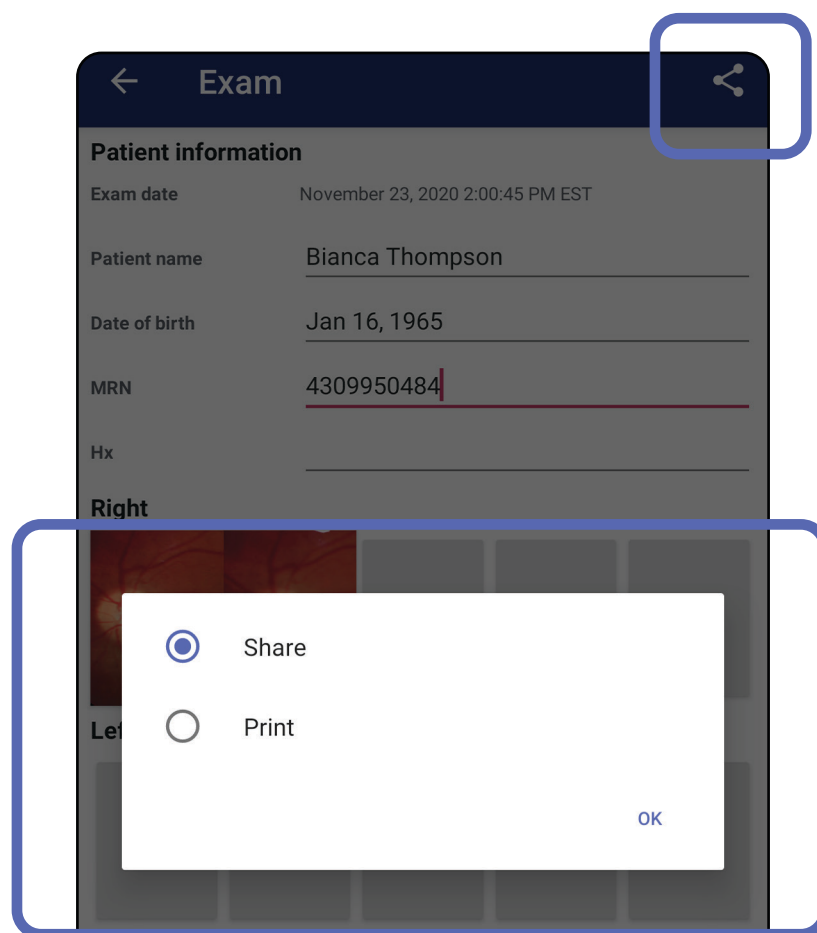 Exam
Patient information
Exam date November 23, 2020 2:00:45 PM EST
Patient name Bianca Thompson
Date of birth Jan 16, 1965
MRN 4309950484
Hx
Right
Share
Lef
Print
OK